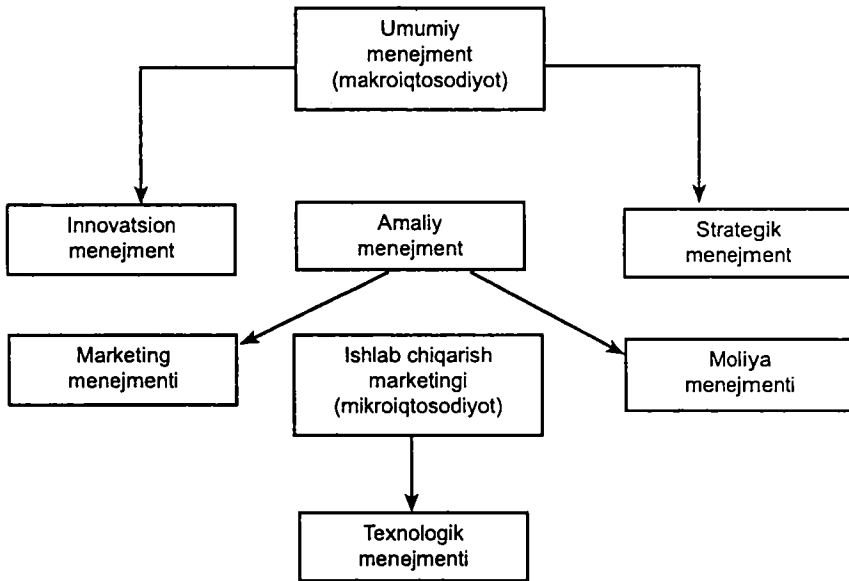 Umumiy
menejment
(makroiqtosodiyot)
Innovatsion
menejment
Amaliy
menejment
Strategik
menejment
Marketing
menejmenti
Ishlab chiqarish
marketingi
(mikroiqtosodiyot)
Moliya
menejmenti
Texnologik
menejmenti